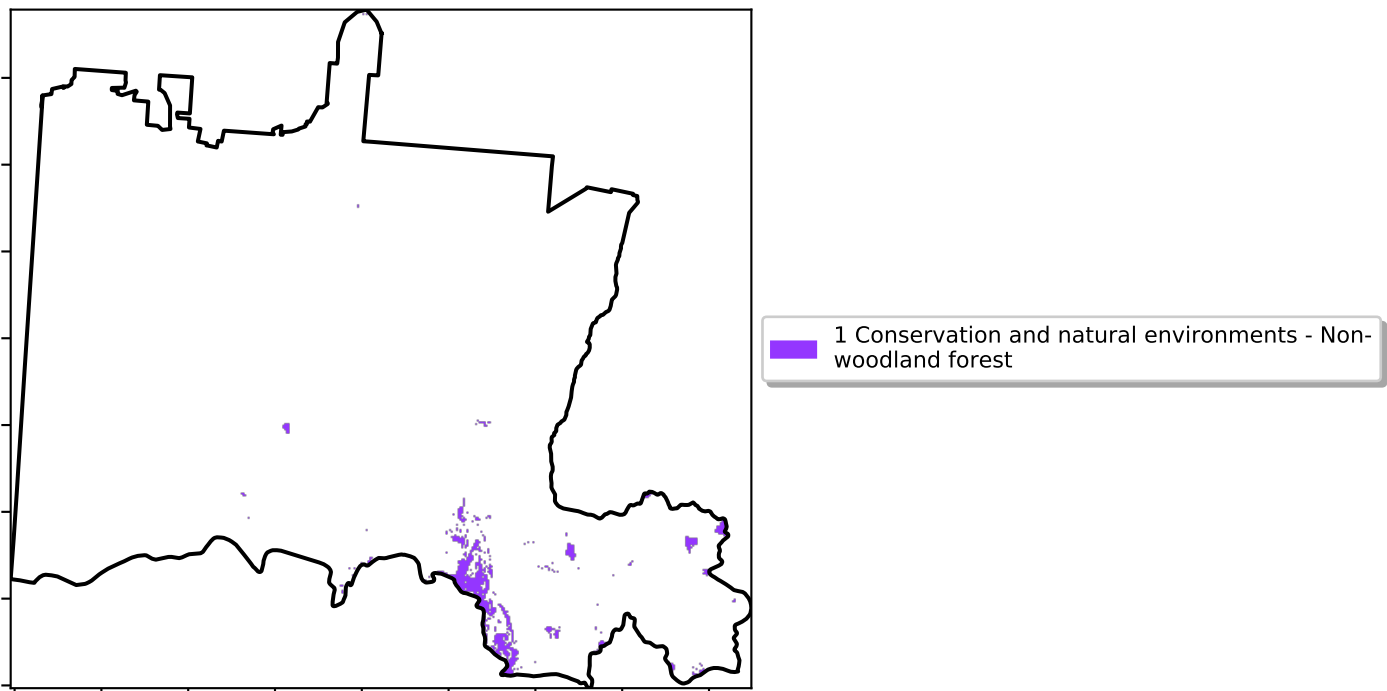 1 Conservation and natural environments - Non-
woodland forest